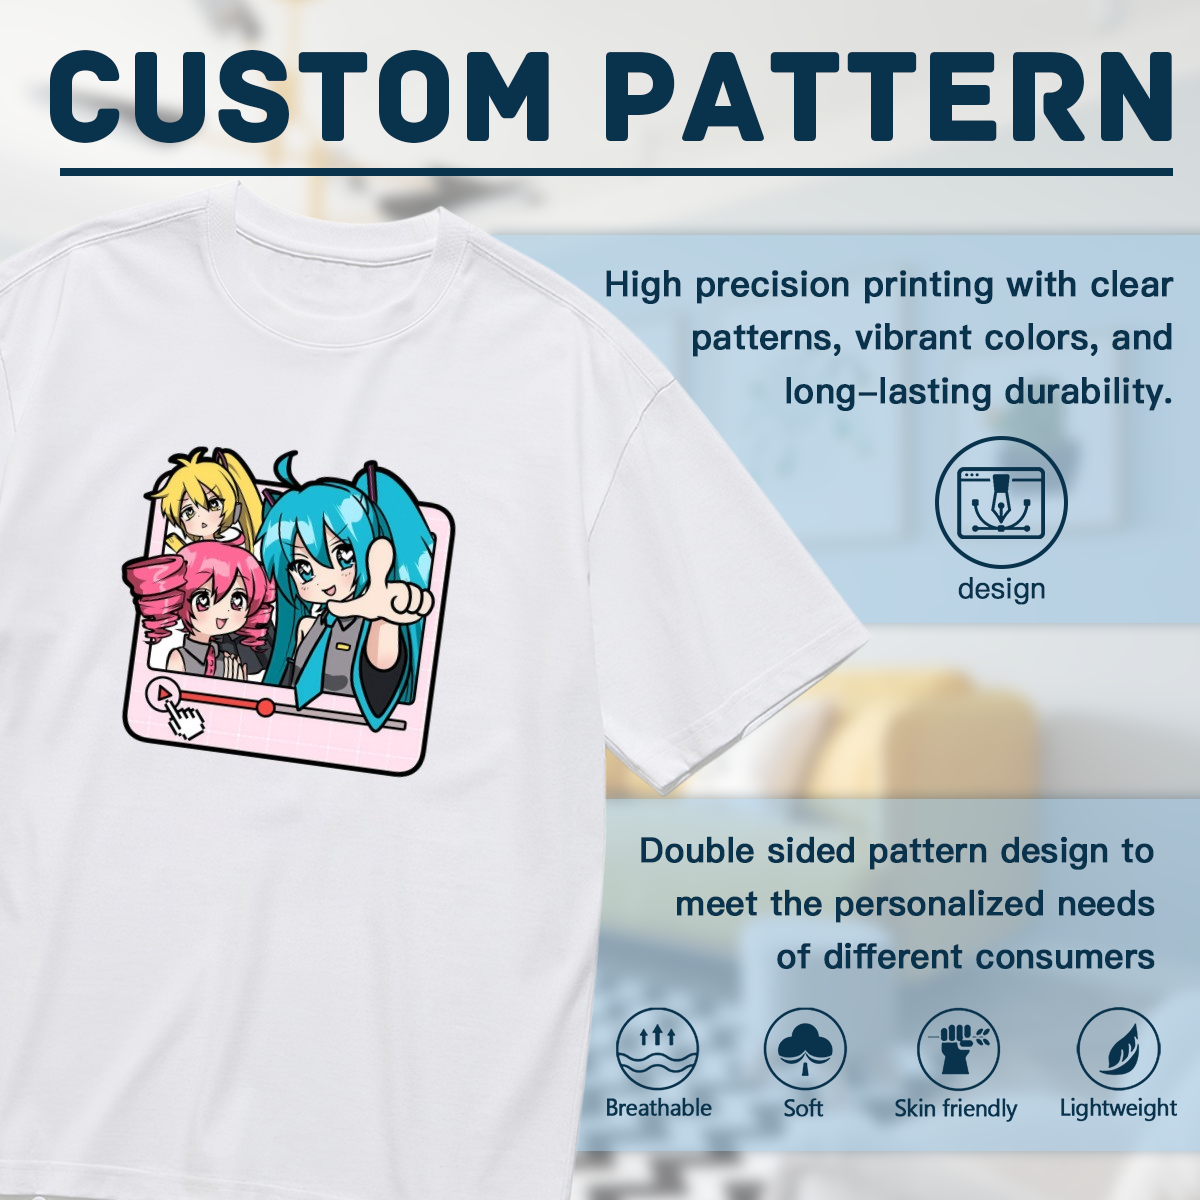 CUSTOM PATTERN
High precision printing with clear
patterns, vibrant colors, and
long-lasting durability.
design
Double sided pattern design to
meet the personalized needs
of different consumers
Breathable
Soft
Skin friendly
Lightweight